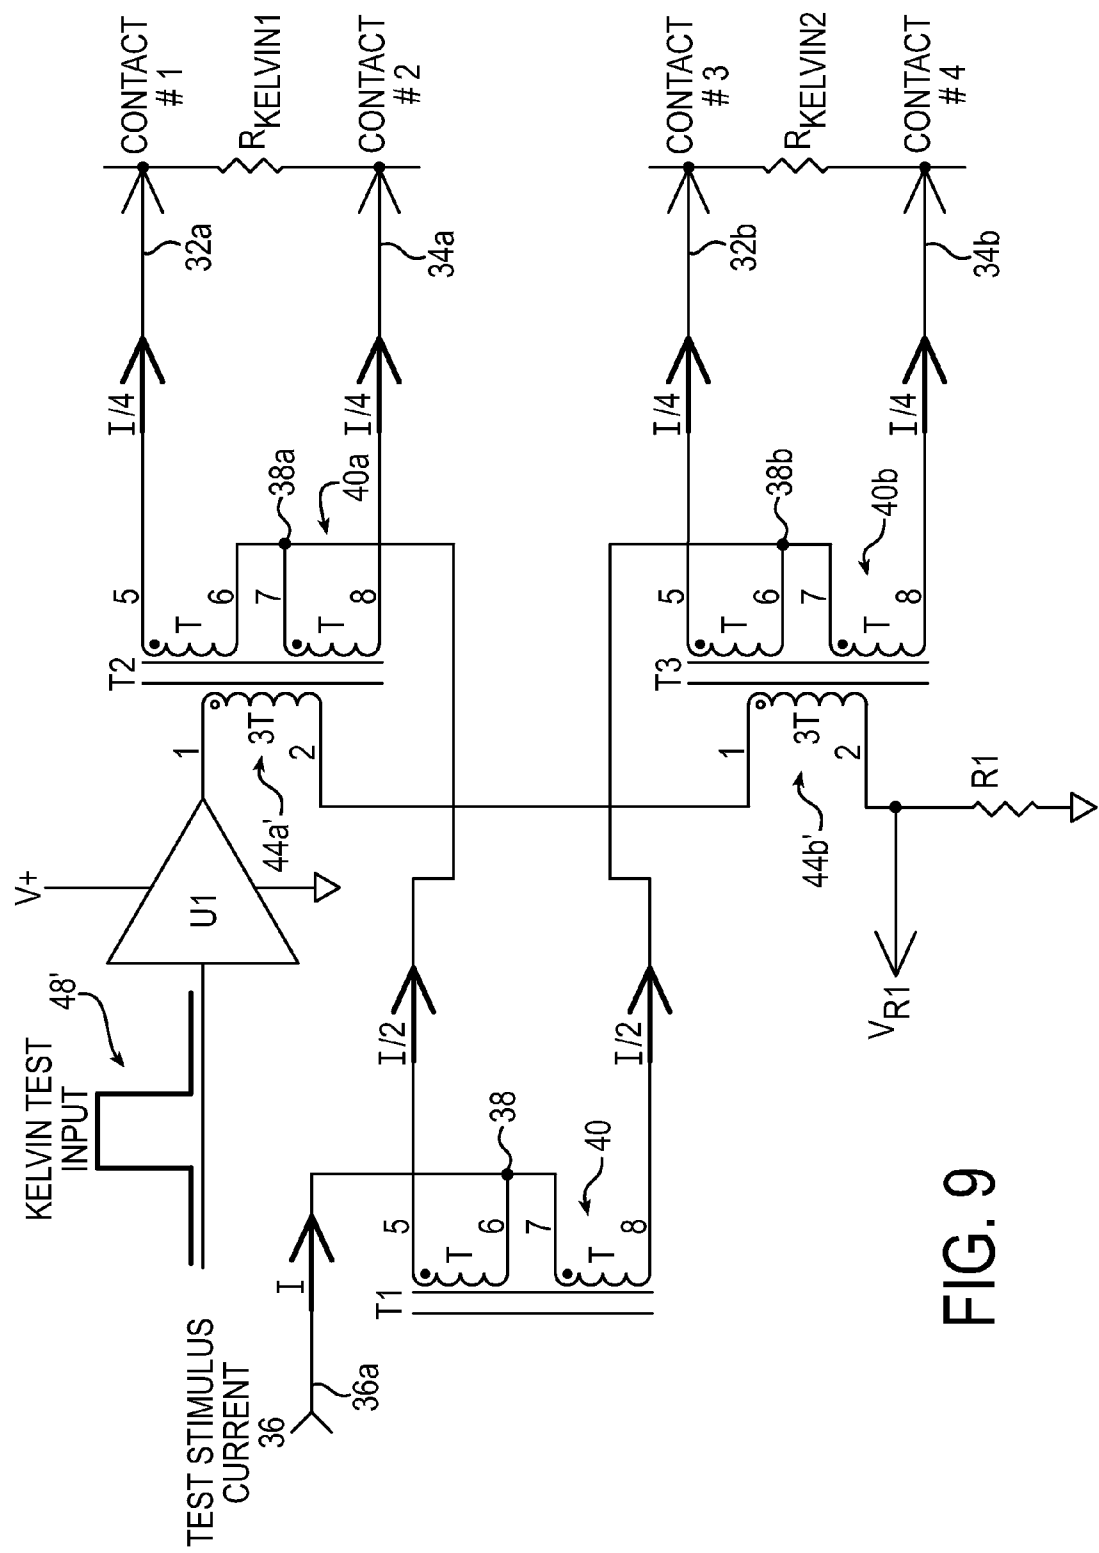 KELVIN TEST
INPUT
48'
V+
U1
TEST STIMULUS
CURRENT
36
36a
I
T1
5
T
6
7
T
8
38
40
I/2
I/2
1
3T
2
44a'
T2
5
T
6
7
T
8
38a
40a
I/4
I/4
32a
34a
CONTACT
#1
RKELVIN1
CONTACT
#2
1
3T
2
44b'
VR1
R1
T3
5
T
6
7
T
8
38b
40b
I/4
I/4
32b
34b
CONTACT
#3
RKELVIN2
CONTACT
#4
FIG. 9